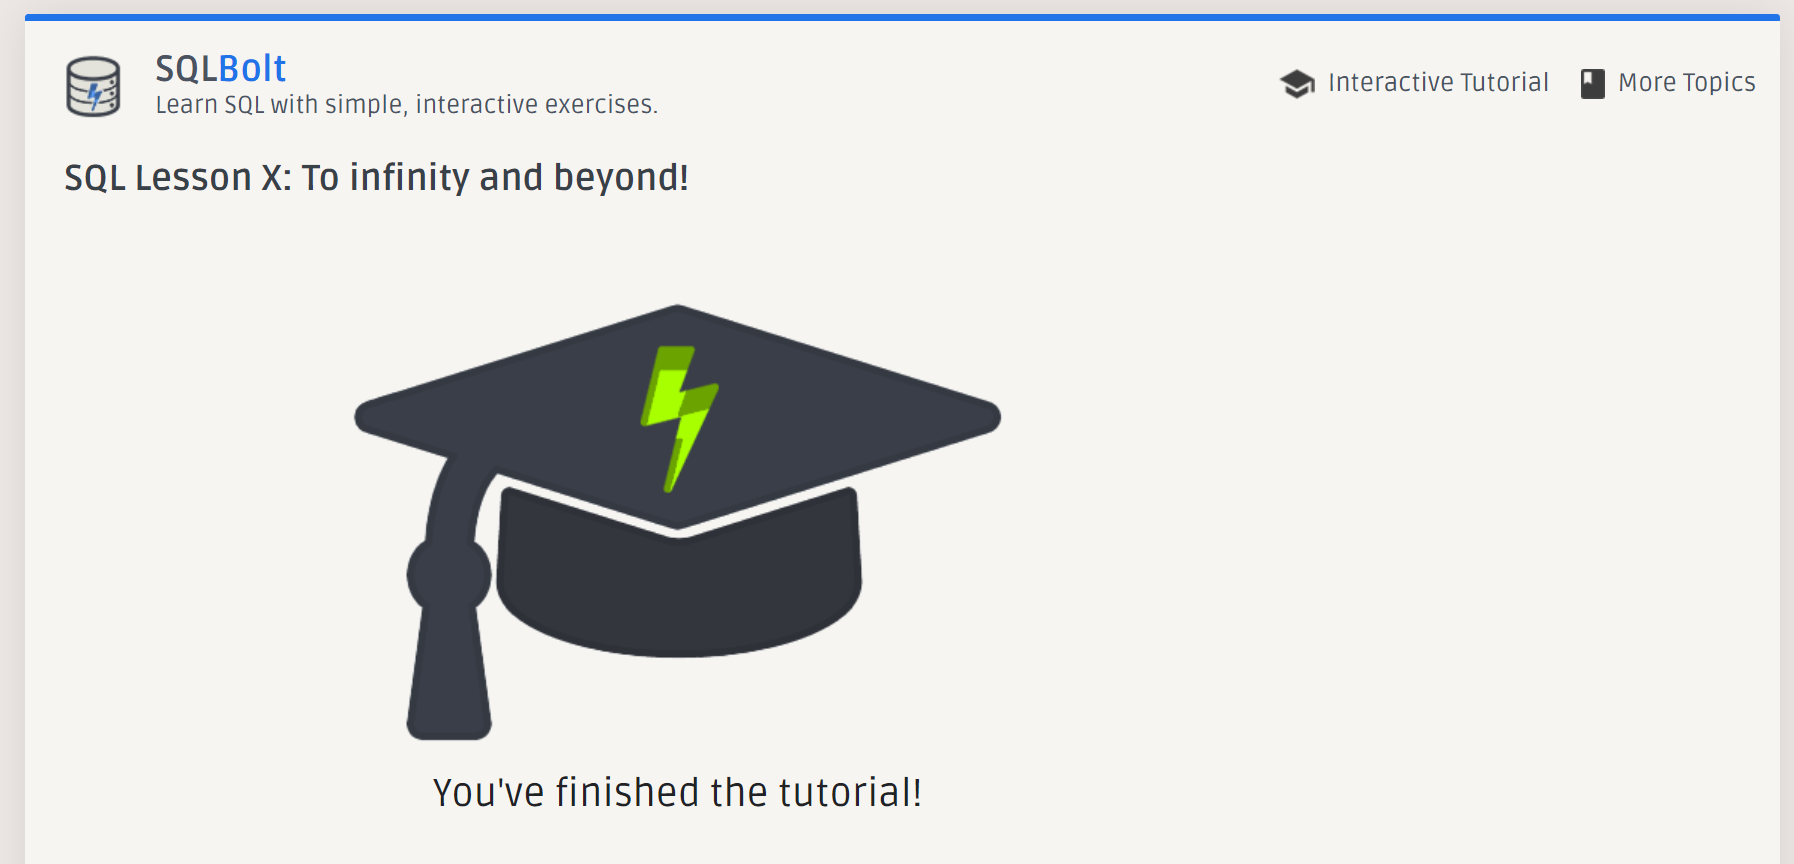 SQLBolt
Learn SQL with simple, interactive exercises.
Interactive Tutorial
More Topics
SQL Lesson X: To infinity and beyond!
You've finished the tutorial!